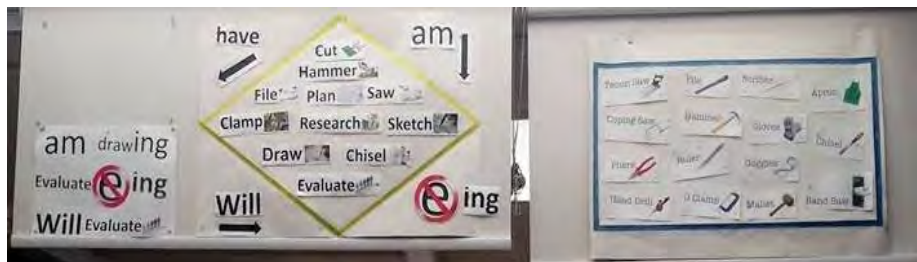 am drawing
Evaluate e ing
Will Evaluate
have
am
Cut
Hammer
File Plan Saw
Clamp Research Sketch
Draw Chisel
Evaluate
Will
e ing
Tenon Saw File Scriber Apron
Coping Saw Hammer Gloves Chisel
Pliers Ruler Goggles
Hand Drill G Clamp Mallet Band Saw